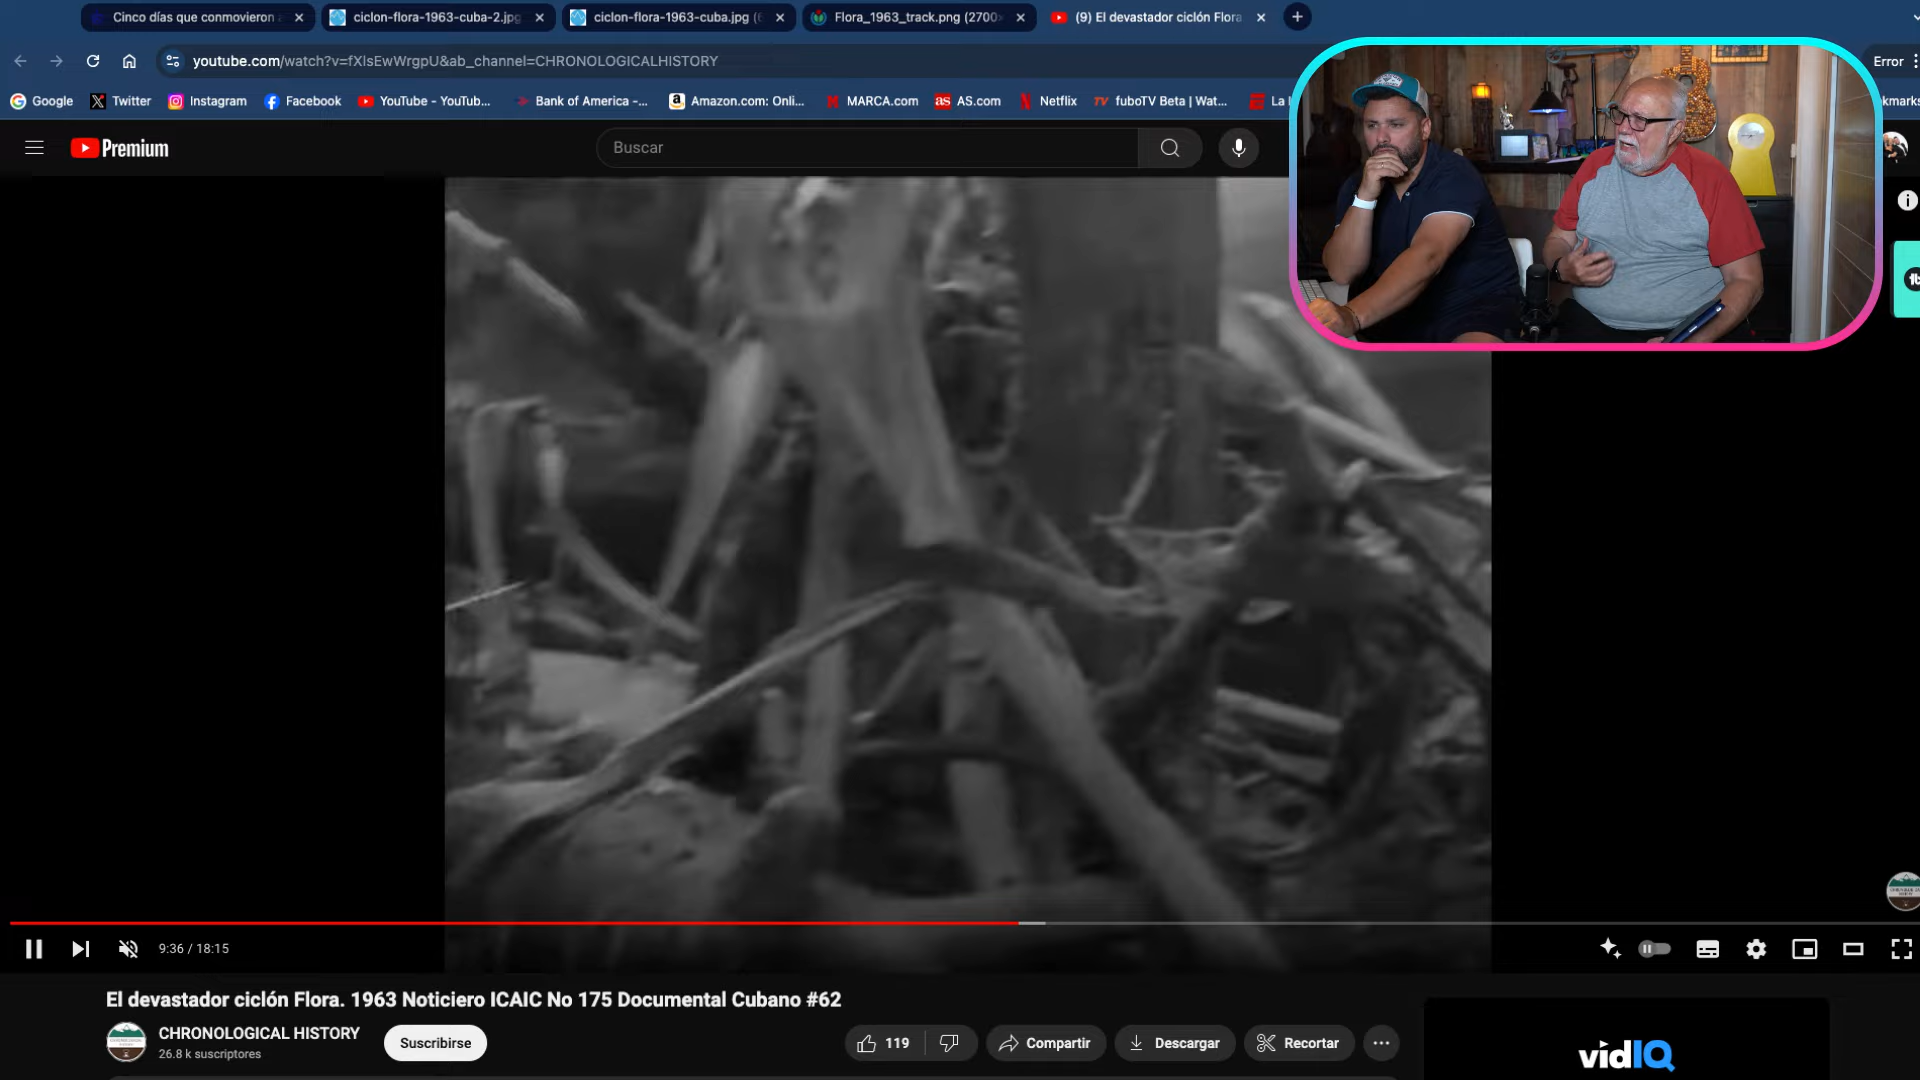 Cinco días que conmovieron
ciclon-flora-1963-cuba-2.jpg
ciclon-flora-1963-cuba.jpg (
Flora_1963_track.png (2700
(9) El devastador ciclón Flora
youtube.com/watch?v=fXlsEwWrgpU&ab_channel=CHRONOLOGICALHISTORY
Error
Google
Twitter
Instagram
Facebook
YouTube - YouTub...
Bank of America -...
Amazon.com: Onli...
MARCA.com
AS.com
Netflix
fuboTV Beta | Wat...
La
kmarks
Premium
Buscar
9:36 / 18:15
El devastador ciclón Flora. 1963 Noticiero ICAIC No 175 Documental Cubano #62
CHRONOLOGICAL HISTORY
26.8 k suscriptores
Suscribirse
119
Compartir
Descargar
Recortar
vidIQ